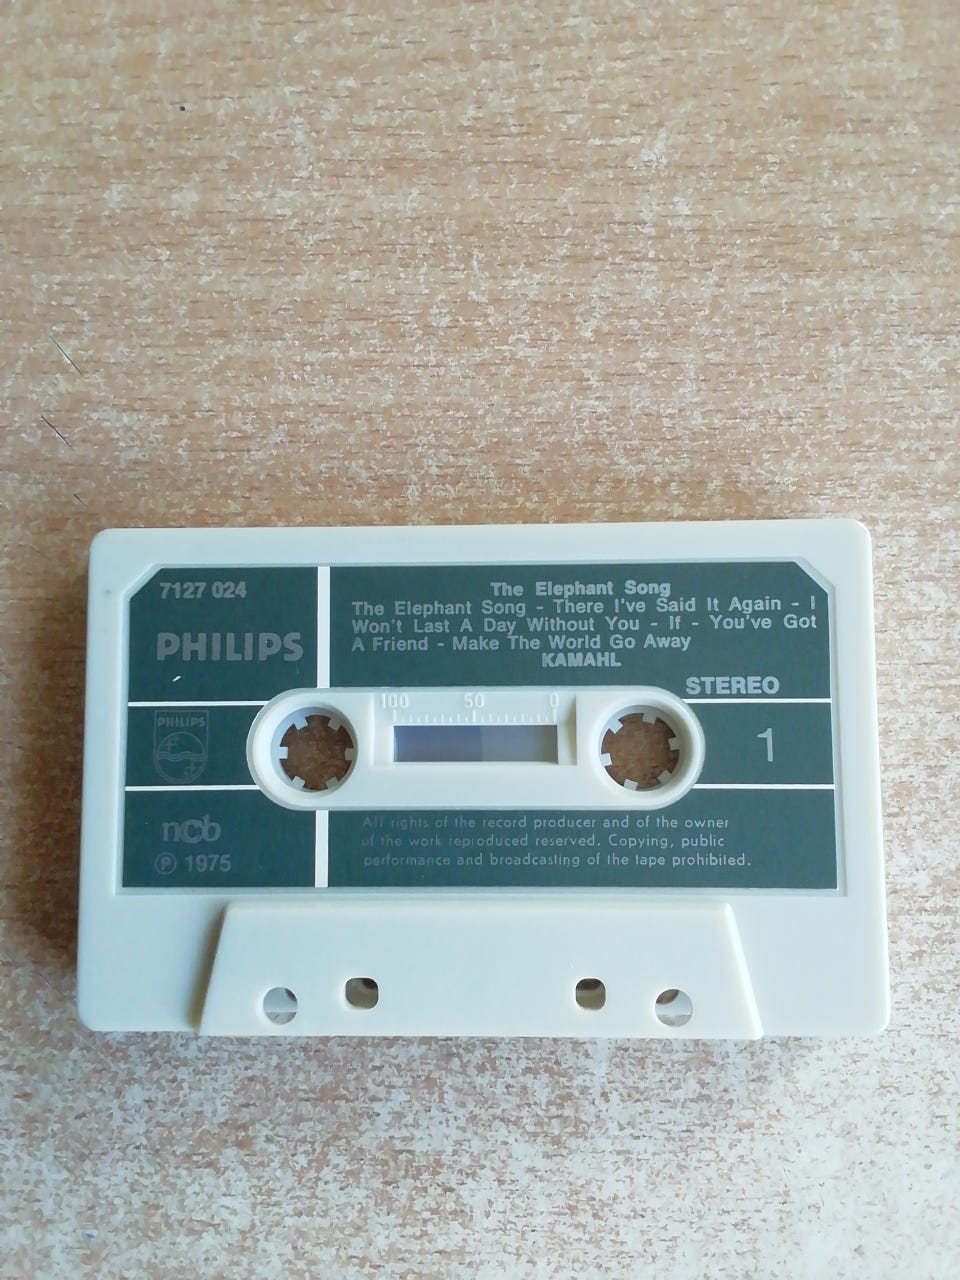 7127 024
PHILIPS
The Elephant Song
The Elephant Song - There I've Said It Again - I
Won't Last A Day Without You - If - You've Got
A Friend - Make The World Go Away
KAMAHL
STEREO
100 50 0
PHILIPS
1
ncb
Ⓟ 1975
All rights of the record producer and of the owner
of the work reproduced reserved. Copying, public
performance and broadcasting of the tape prohibited.